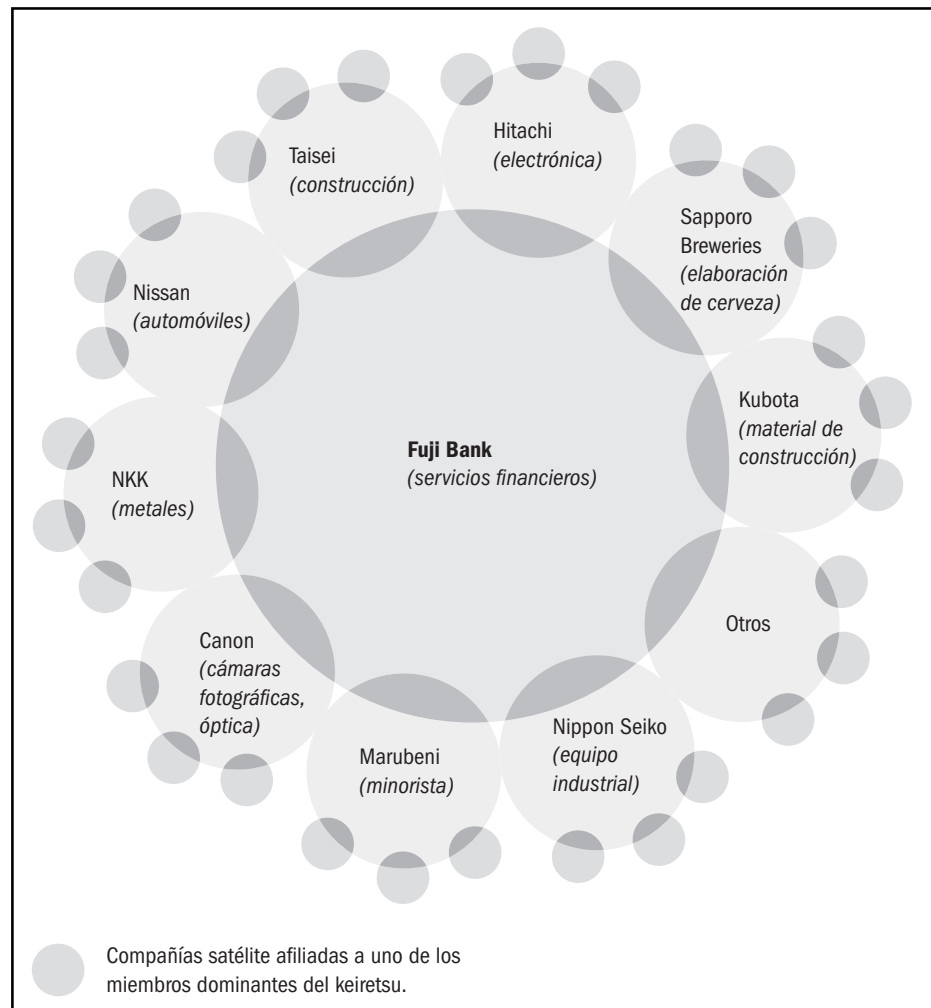 Hitachi
(electrónica)
Taisei
(construcción)
Sapporo
Breweries
(elaboración
de cerveza)
Nissan
(automóviles)
Kubota
(material de
construcción)
Fuji Bank
(servicios financieros)
NKK
(metales)
Otros
Canon
(cámaras
fotográficas,
óptica)
Nippon Seiko
(equipo
industrial)
Marubeni
(minorista)
Compañías satélite afiliadas a uno de los
miembros dominantes del keiretsu.